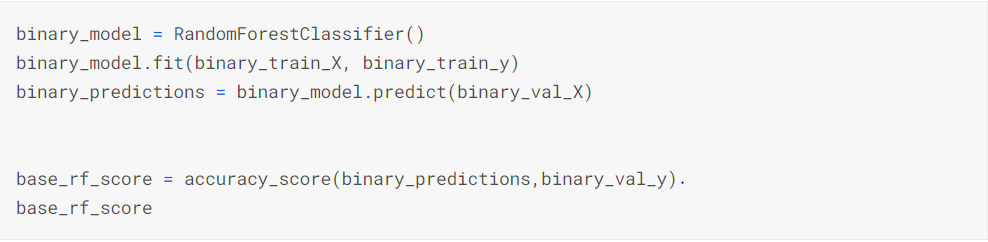 binary_model = RandomForestClassifier()
binary_model.fit(binary_train_X, binary_train_y)
binary_predictions = binary_model.predict(binary_val_X)
base_rf_score = accuracy_score(binary_predictions,binary_val_y).
base_rf_score